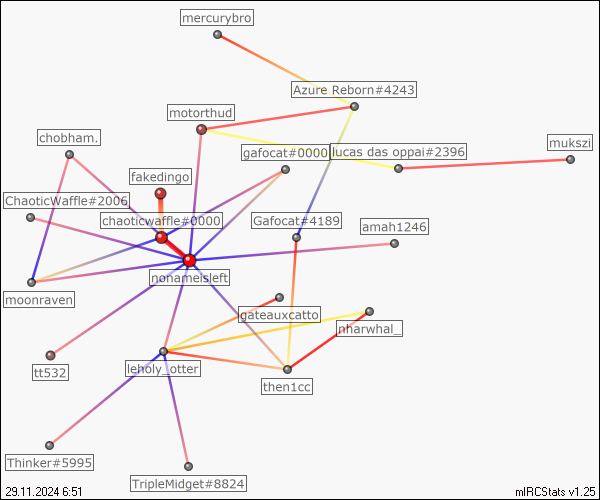 mercurybro
Azure Reborn#4243
motorthud
chobham.
gafocat#0000
lucas das oppai#2396
mukszi
fakedingo
ChaoticWaffle#2006
chaoticwaffle#0000
Gafocat#4189
amah1246
nonameisleft
moonraven
gateauxcatto
nharwhal_
tt532
leholy_otter
then1cc
Thinker#5995
TripleMidget#8824
29.11.2024 6:51
mIRCStats v1.25